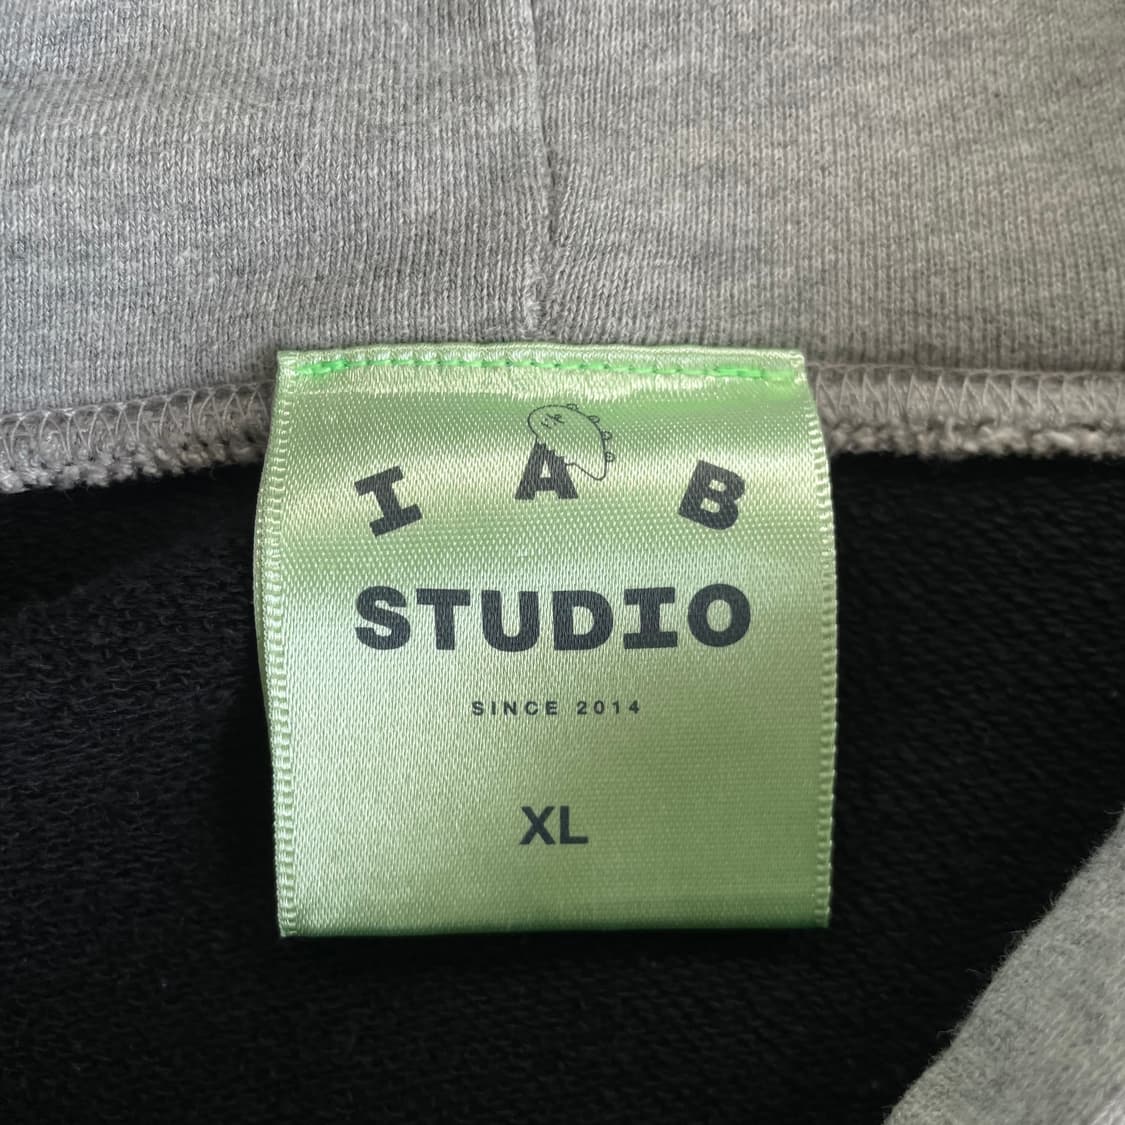 I A B
STUDIO
SINCE 2014
XL